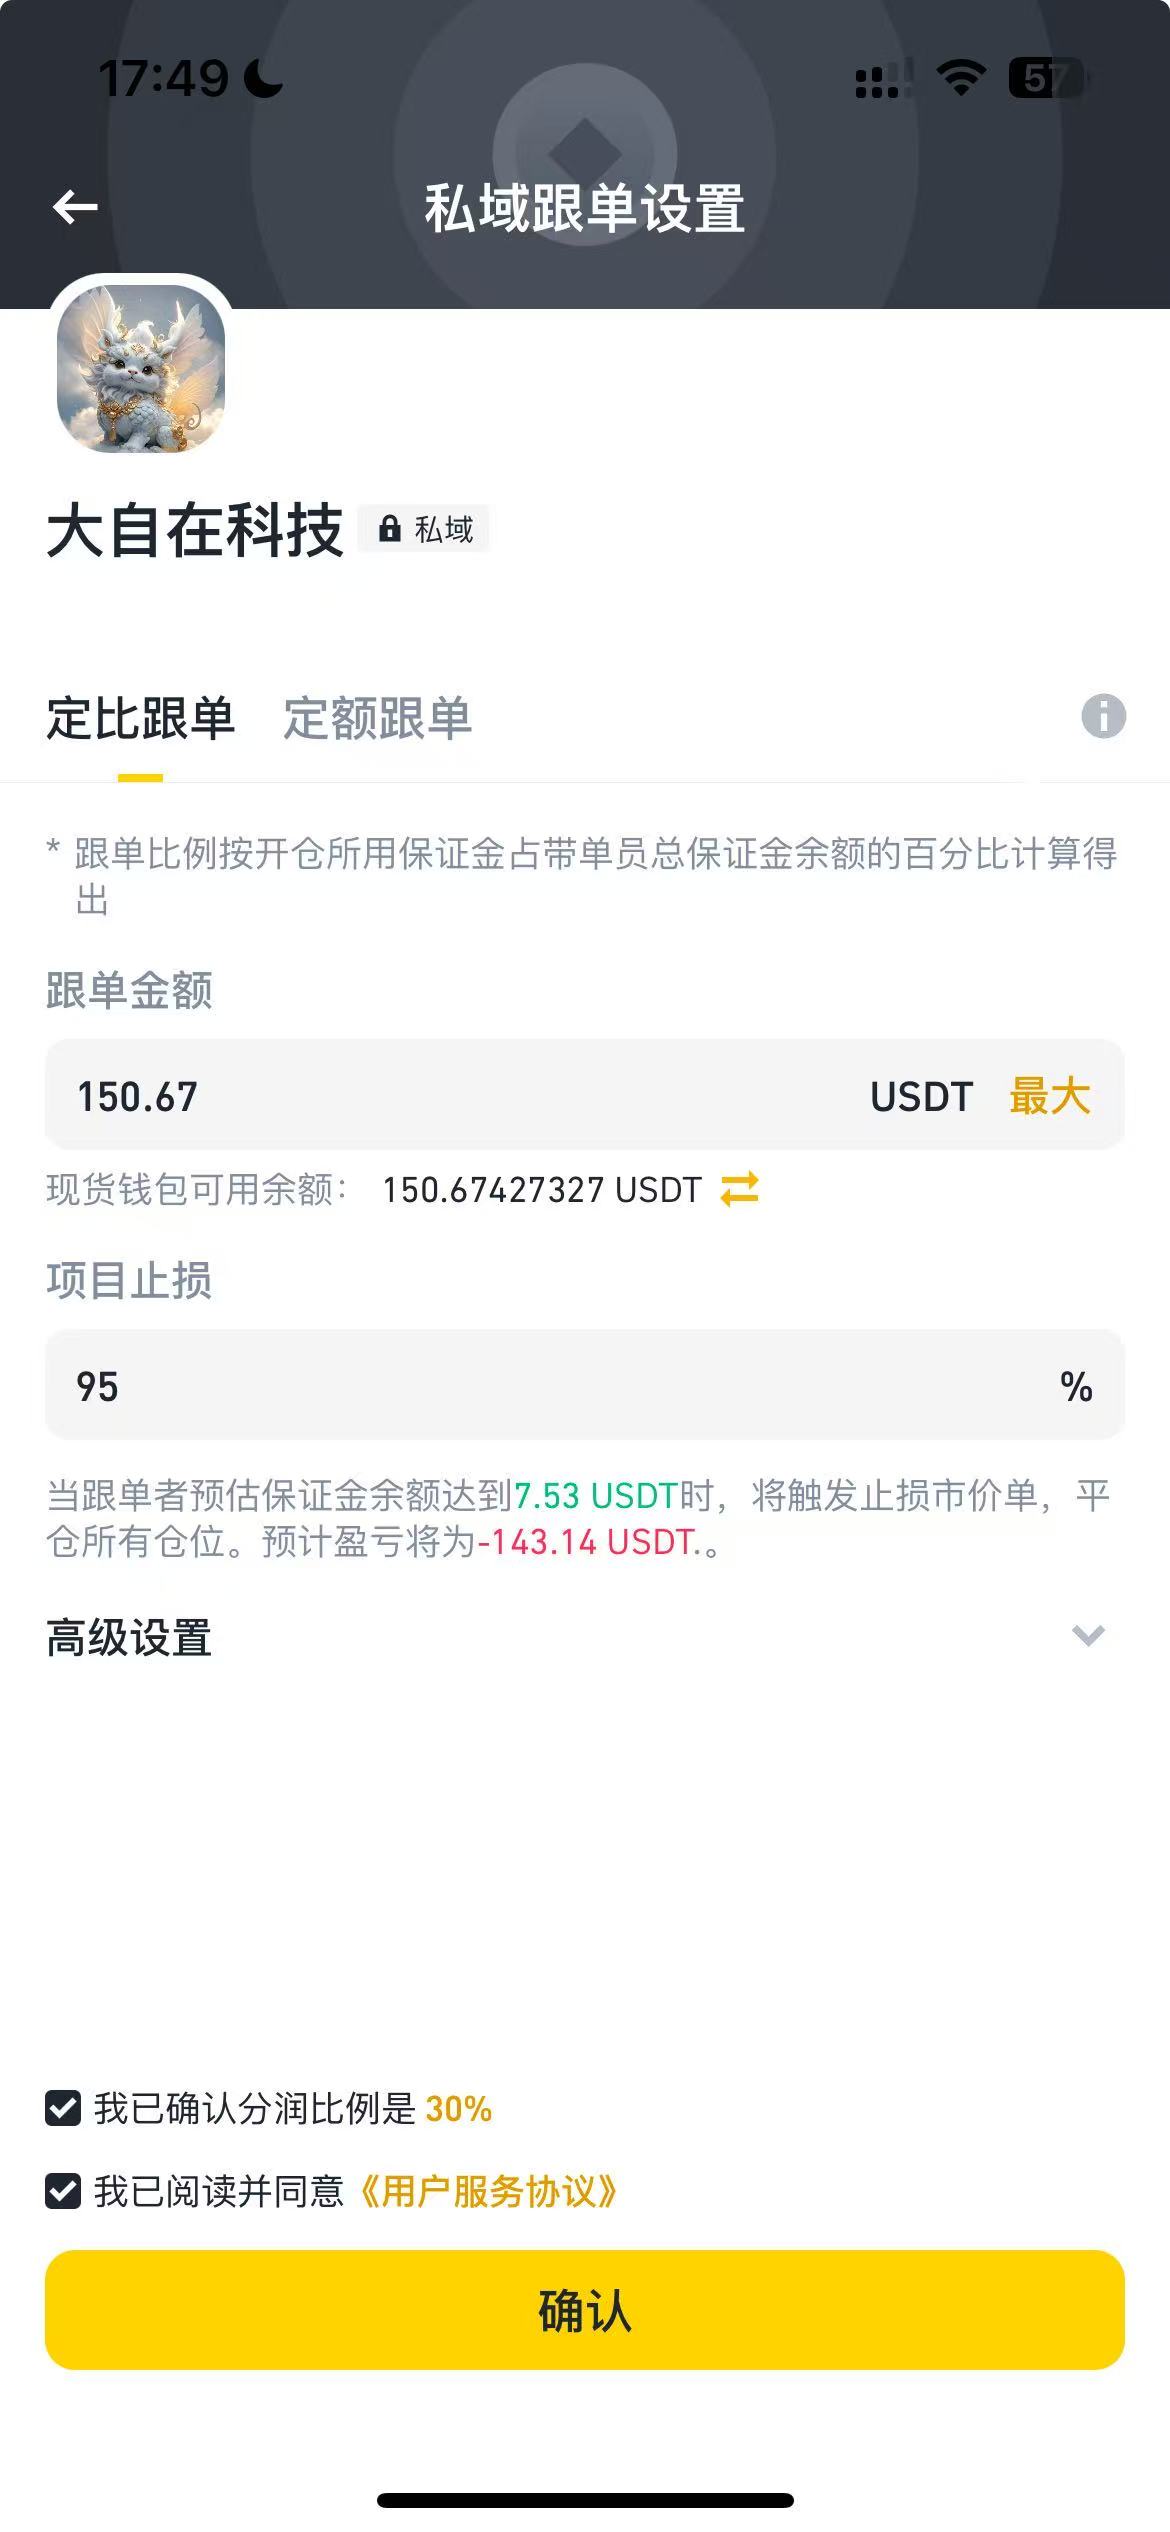 17:49
57
私域跟单设置
大自在科技 私域
定比跟单 定额跟单
* 跟单比例按开仓所用保证金占带单员总保证金余额的百分比计算得
出
跟单金额
150.67 USDT 最大
现货钱包可用余额: 150.67427327 USDT
项目止损
95 %
当跟单者预估保证金余额达到7.53 USDT时，将触发止损市价单，平
仓所有仓位。预计盈亏将为-143.14 USDT.。
高级设置
我已确认分润比例是 30%
我已阅读并同意《用户服务协议》
确认